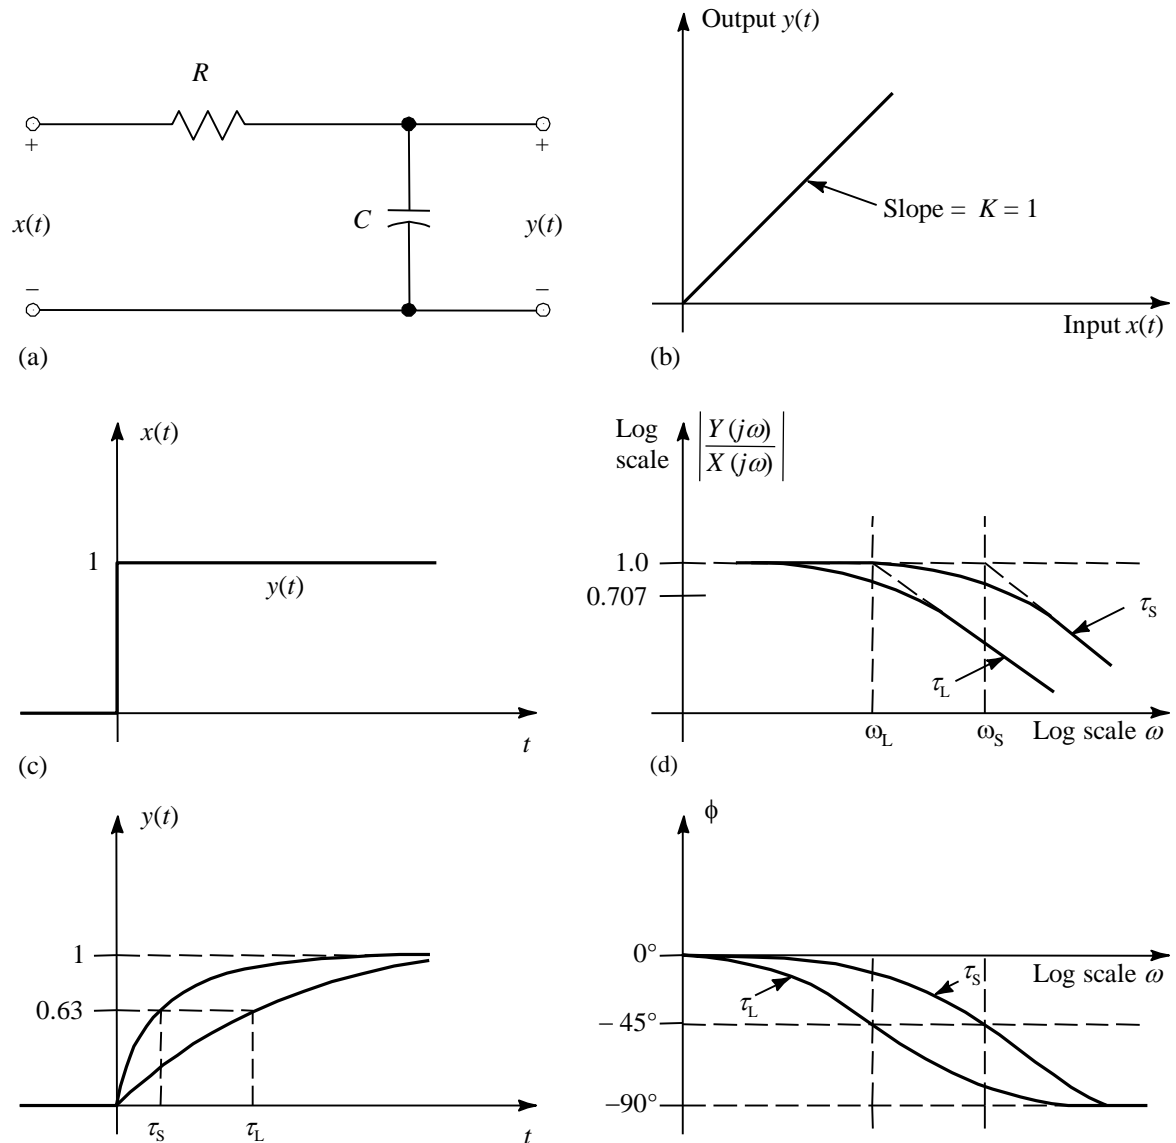 R
+
+
x(t)
C
y(t)
−
−
(a)
Output y(t)
Slope = K = 1
Input x(t)
(b)
x(t)
1
y(t)
t
(c)
Log
scale
Y (jω)
X (jω)
1.0
0.707
τS
τL
ωL
ωS
Log scale ω
(d)
y(t)
1
0.63
τS
τL
t
ϕ
0°
Log scale ω
τS
τL
−45°
−90°